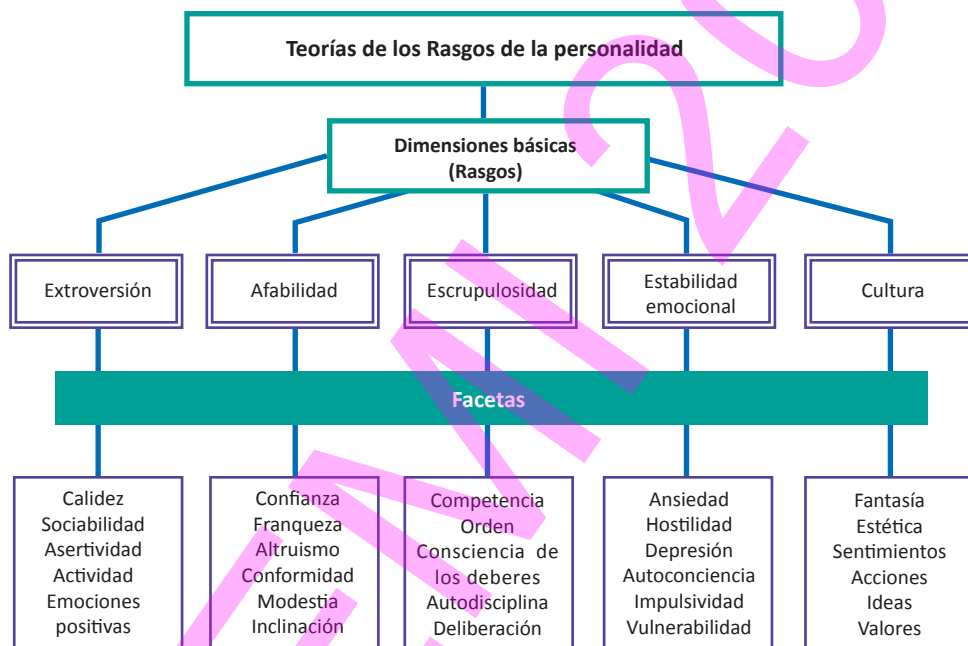 Teorías de los Rasgos de la personalidad
Dimensiones básicas
(Rasgos)
Extroversión
Afabilidad
Escrupulosidad
Estabilidad
emocional
Cultura
Facetas
Calidez
Sociabilidad
Asertividad
Actividad
Emociones
positivas
Confianza
Franqueza
Altruismo
Conformidad
Modestia
Inclinación
Competencia
Orden
Consciencia de
los deberes
Autodisciplina
Deliberación
Ansiedad
Hostilidad
Depresión
Autoconciencia
Impulsividad
Vulnerabilidad
Fantasía
Estética
Sentimientos
Acciones
Ideas
Valores